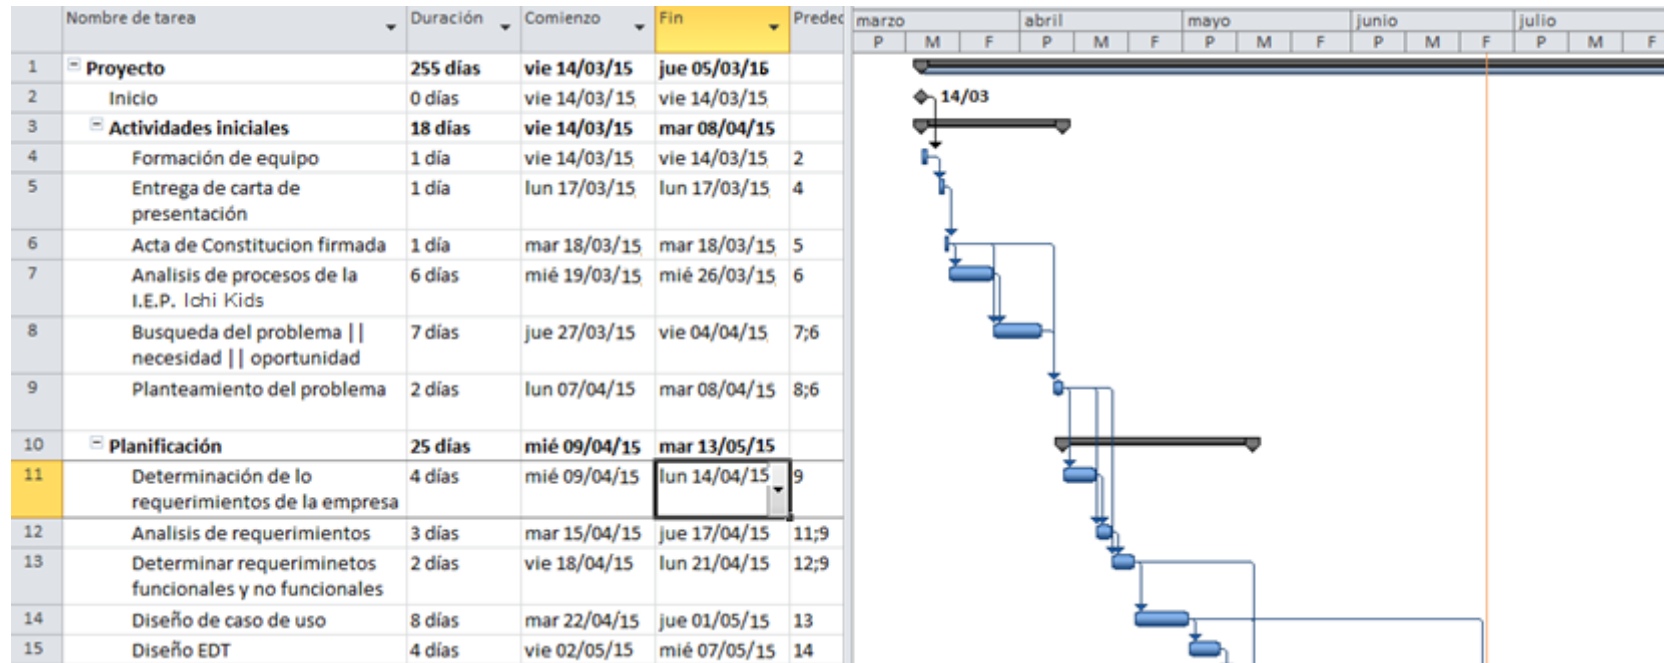 Nombre de tarea Duración Comienzo Fin Predec
marzo abril mayo junio julio
P M F P M F P M F P M F P M F
1 Proyecto 255 días vie 14/03/15 jue 05/03/16
2 Inicio 0 días vie 14/03/15 vie 14/03/15
14/03
3 Actividades iniciales 18 días vie 14/03/15 mar 08/04/15
4 Formación de equipo 1 día vie 14/03/15 vie 14/03/15 2
5 Entrega de carta de 1 día lun 17/03/15 lun 17/03/15 4
presentación
6 Acta de Constitucion firmada 1 día mar 18/03/15 mar 18/03/15 5
7 Analisis de procesos de la 6 días mié 19/03/15 mié 26/03/15 6
I.E.P. Ichi Kids
8 Busqueda del problema || 7 días jue 27/03/15 vie 04/04/15 7;6
necesidad || oportunidad
9 Planteamiento del problema 2 días lun 07/04/15 mar 08/04/15 8;6
10 Planificación 25 días mié 09/04/15 mar 13/05/15
11 Determinación de lo 4 días mié 09/04/15 lun 14/04/15 9
requerimientos de la empresa
12 Analisis de requerimientos 3 días mar 15/04/15 jue 17/04/15 11;9
13 Determinar requeriminetos 2 días vie 18/04/15 lun 21/04/15 12;9
funcionales y no funcionales
14 Diseño de caso de uso 8 días mar 22/04/15 jue 01/05/15 13
15 Diseño EDT 4 días vie 02/05/15 mié 07/05/15 14